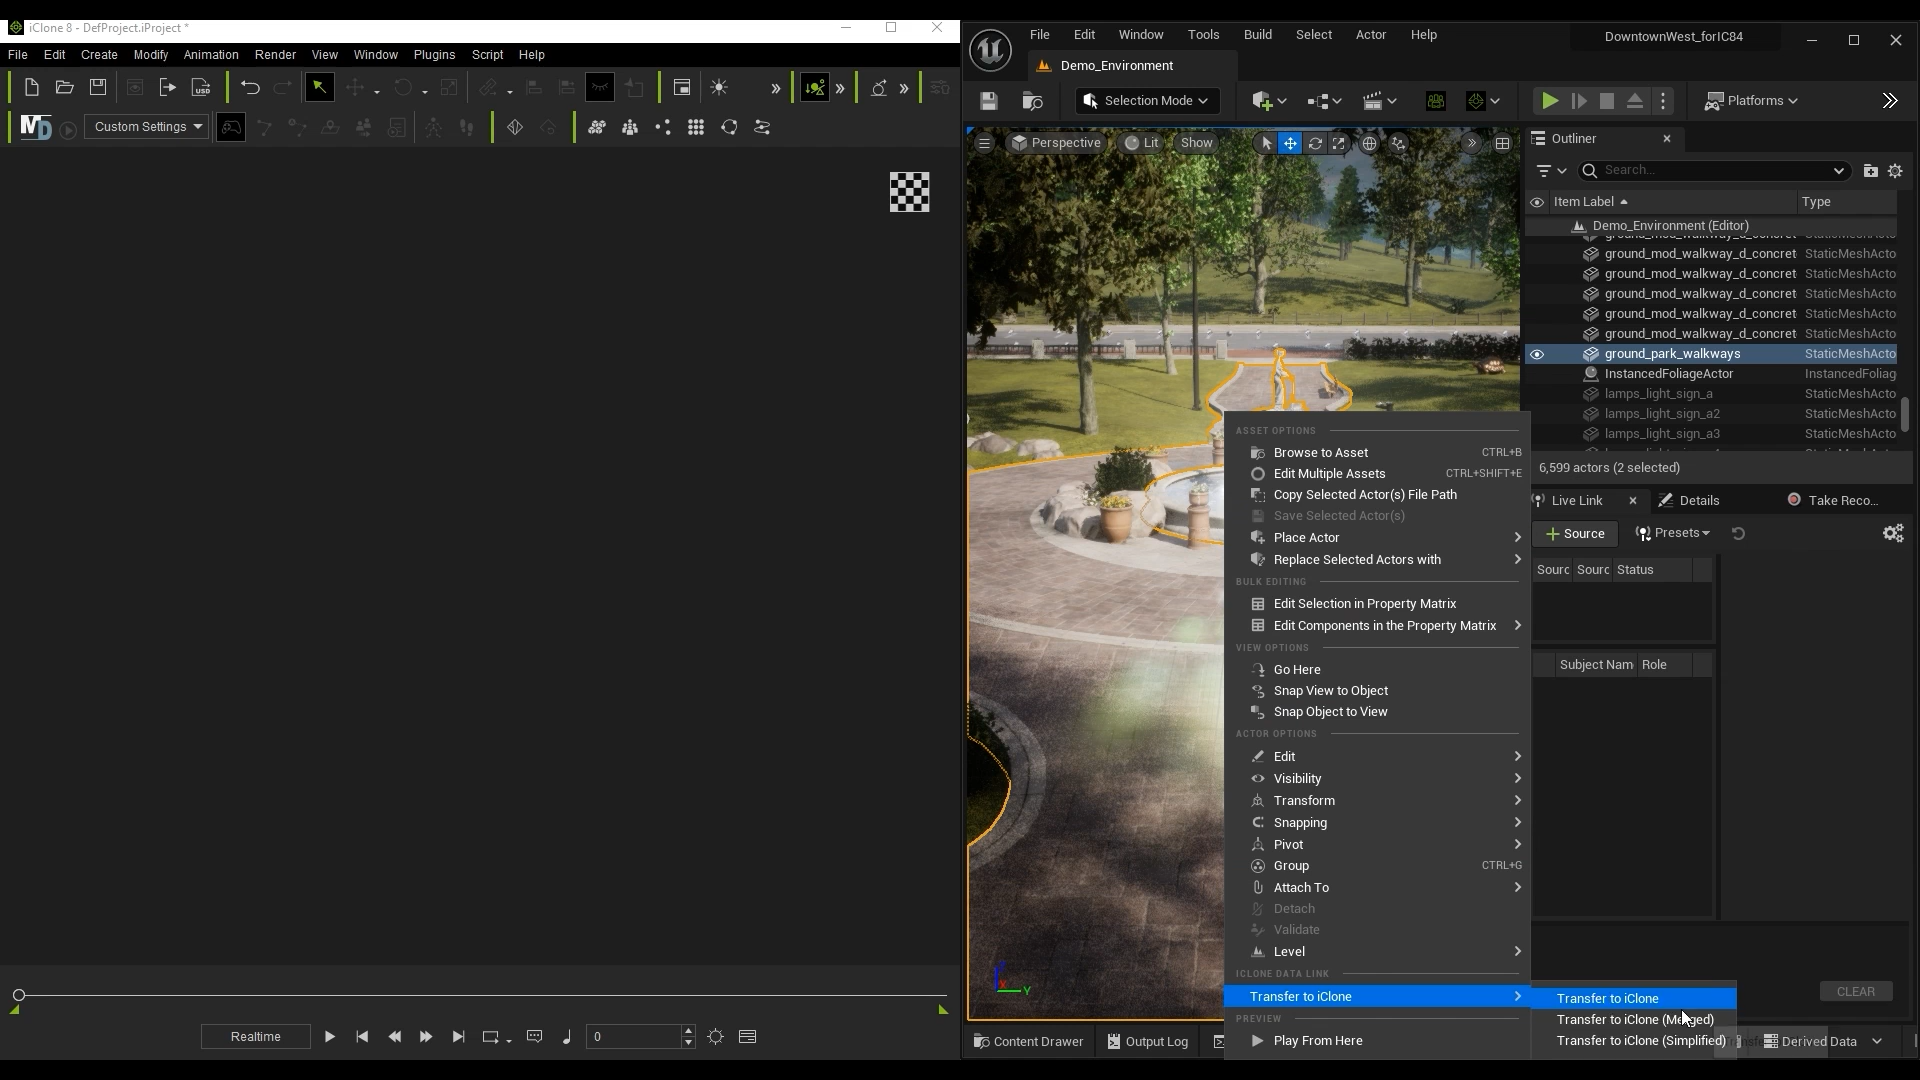 iClone 8 - DefProject.iProject *
File Edit Create Modify Animation Render View Window Plugins Script Help
USD
MD Custom Settings
Realtime
0
File Edit Window Tools Build Select Actor Help
DowntownWest_forIC84
Demo_Environment
Selection Mode
Platforms
Perspective Lit Show
X Y
ASSET OPTIONS
Browse to Asset CTRL+B
Edit Multiple Assets CTRL+SHIFT+E
Copy Selected Actor(s) File Path
Save Selected Actor(s)
Place Actor
Replace Selected Actors with
BULK EDITING
Edit Selection in Property Matrix
Edit Components in the Property Matrix
VIEW OPTIONS
Go Here
Snap View to Object
Snap Object to View
ACTOR OPTIONS
Edit
Visibility
Transform
Snapping
Pivot
Group CTRL+G
Attach To
Detach
Validate
Level
ICLONE DATA LINK
Transfer to iClone
PREVIEW
Play From Here
Transfer to iClone
Transfer to iClone (Merged)
Transfer to iClone (Simplified)
Outliner
Search...
Item Label Type
Demo_Environment (Editor)
ground_mod_walkway_d_concret
ground_mod_walkway_d_concret StaticMeshActo
ground_mod_walkway_d_concret StaticMeshActo
ground_mod_walkway_d_concret StaticMeshActo
ground_mod_walkway_d_concret StaticMeshActo
ground_mod_walkway_d_concret StaticMeshActo
ground_park_walkways StaticMeshActo
InstancedFoliageActor InstancedFoliag
lamps_light_sign_a StaticMeshActo
lamps_light_sign_a2 StaticMeshActo
lamps_light_sign_a3 StaticMeshActo
6,599 actors (2 selected)
Live Link Details Take Reco...
Source Presets
Sourc Sourc Status
Subject Nam Role
CLEAR
Content Drawer Output Log Derived Data